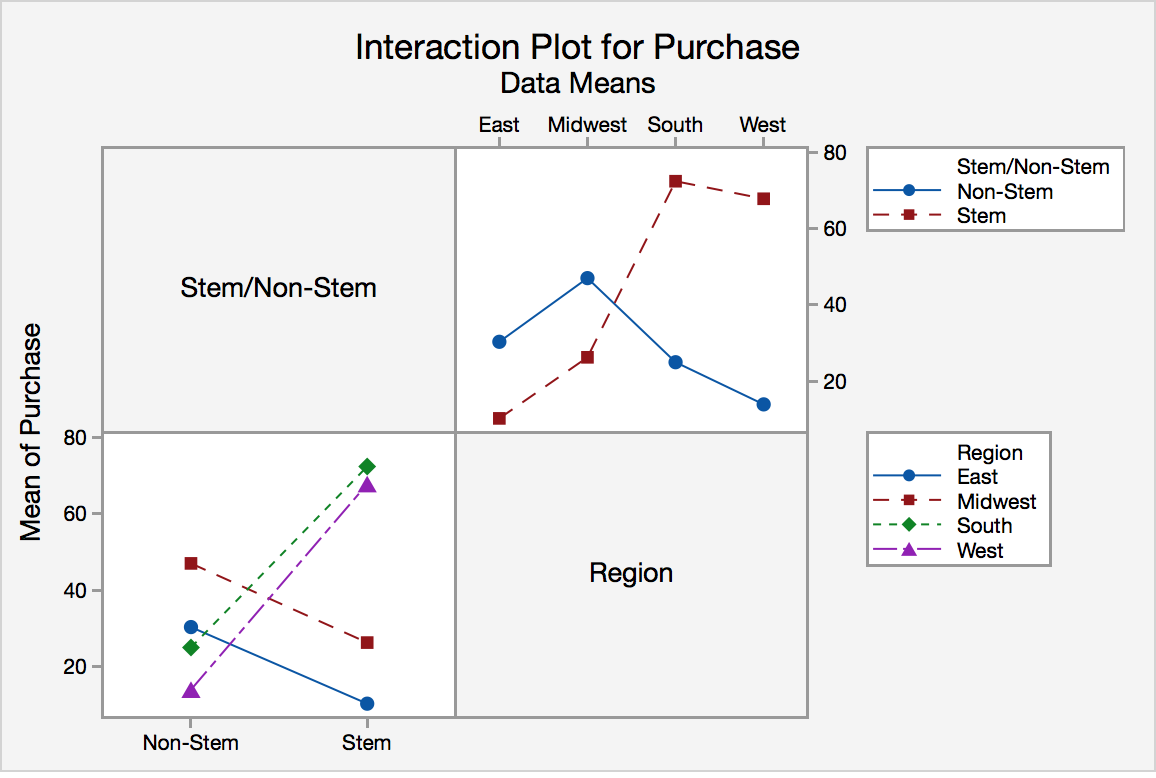 Interaction Plot for Purchase
Data Means
East Midwest South West
80
60
40
20
Stem/Non-Stem
Non-Stem
Stem
Stem/Non-Stem
Mean of Purchase
80
60
40
20
Non-Stem Stem
Region
Region
East
Midwest
South
West